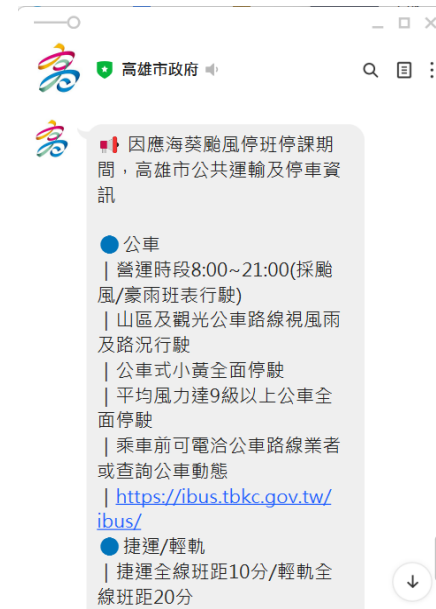 高雄市政府
因應海葵颱風停班停課期
間，高雄市公共運輸及停車資
訊
公車
｜營運時段8:00~21:00(採颱
風/豪雨班表行駛)
｜山區及觀光公車路線視風雨
及路況行駛
｜公車式小黃全面停駛
｜平均風力達9級以上公車全
面停駛
｜乘車前可電洽公車路線業者
或查詢公車動態
｜https://ibus.tbkc.gov.tw/
ibus/
捷運/輕軌
｜捷運全線班距10分/輕軌全
線班距20分